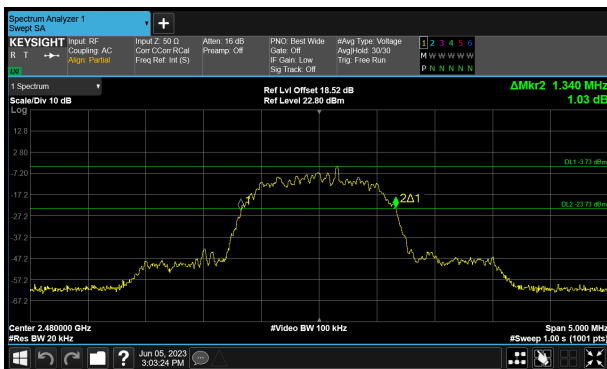 Spectrum Analyzer 1
Swept SA
+
KEYSIGHT
R T
LXI
Input: RF
Coupling: AC
Align: Partial
Input Z: 50 Ω
Corr CCorr RCal
Freq Ref: Int (S)
Atten: 16 dB
Preamp: Off
PNO: Best Wide
Gate: Off
IF Gain: Low
Sig Track: Off
#Avg Type: Voltage
Avg|Hold: 30/30
Trig: Free Run
1 2 3 4 5 6
M W W W W W
P N N N N N
1 Spectrum
Scale/Div 10 dB
Log
Ref Lvl Offset 18.52 dB
Ref Level 22.80 dBm
ΔMkr2 1.340 MHz
1.03 dB
12.8
2.80
DL1 -3.73 dBm
-7.20
-17.2
2Δ1
DL2 -23.73 dBm
-27.2
-37.2
-47.2
-57.2
-67.2
Center 2.480000 GHz
#Video BW 100 kHz
Span 5.000 MHz
#Res BW 20 kHz
#Sweep 1.00 s (1001 pts)
?
Jun 05, 2023
3:03:24 PM